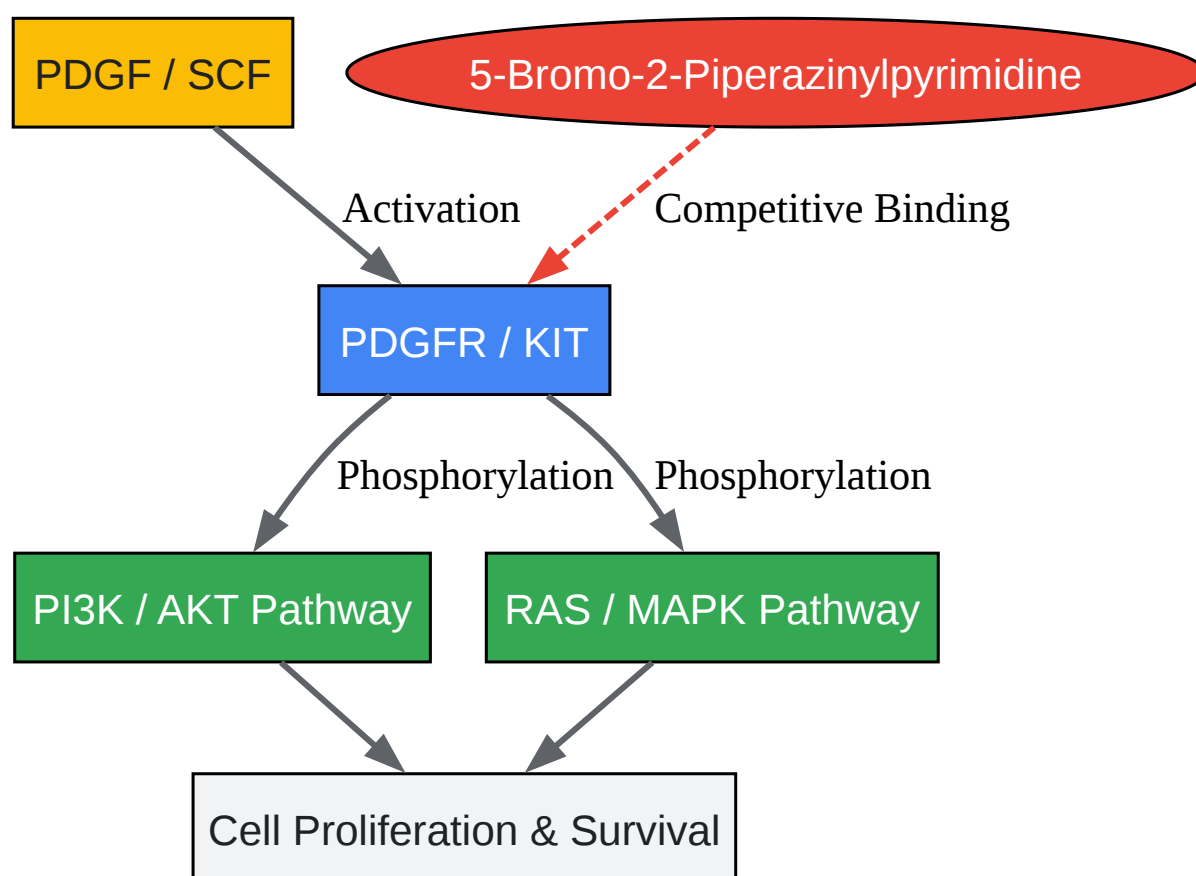 PDGF / SCF
5-Bromo-2-Piperazinylpyrimidine
Activation
Competitive Binding
PDGFR / KIT
Phosphorylation
Phosphorylation
PI3K / AKT Pathway
RAS / MAPK Pathway
Cell Proliferation & Survival